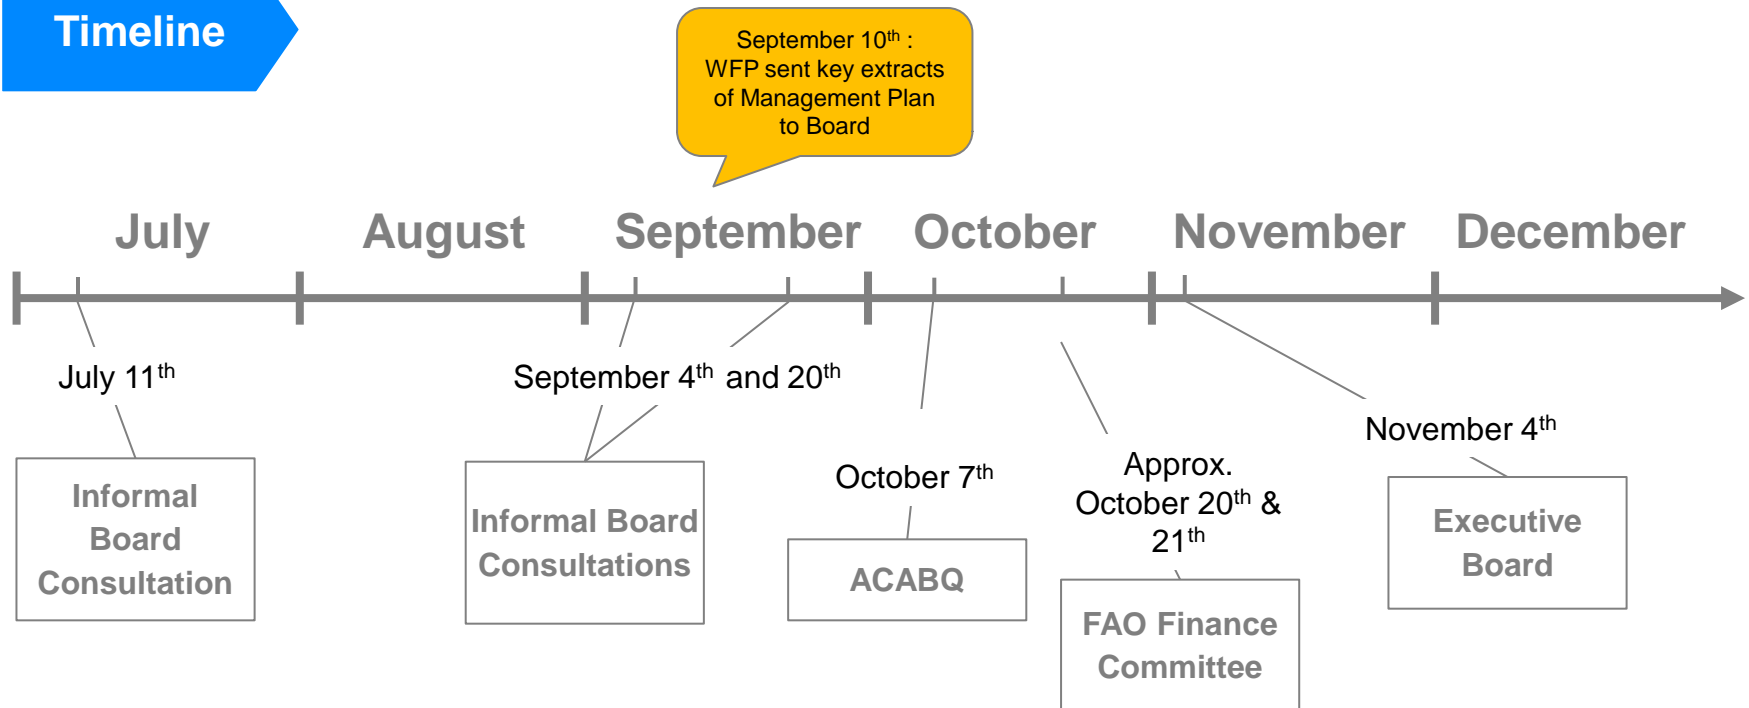 Timeline
September 10th :
WFP sent key extracts
of Management Plan
to Board
July August September October November December
July 11th
September 4th and 20th
November 4th
October 7th
Approx.
October 20th &
21th
Informal
Board
Consultation
Informal Board
Consultations
ACABQ
FAO Finance
Committee
Executive
Board